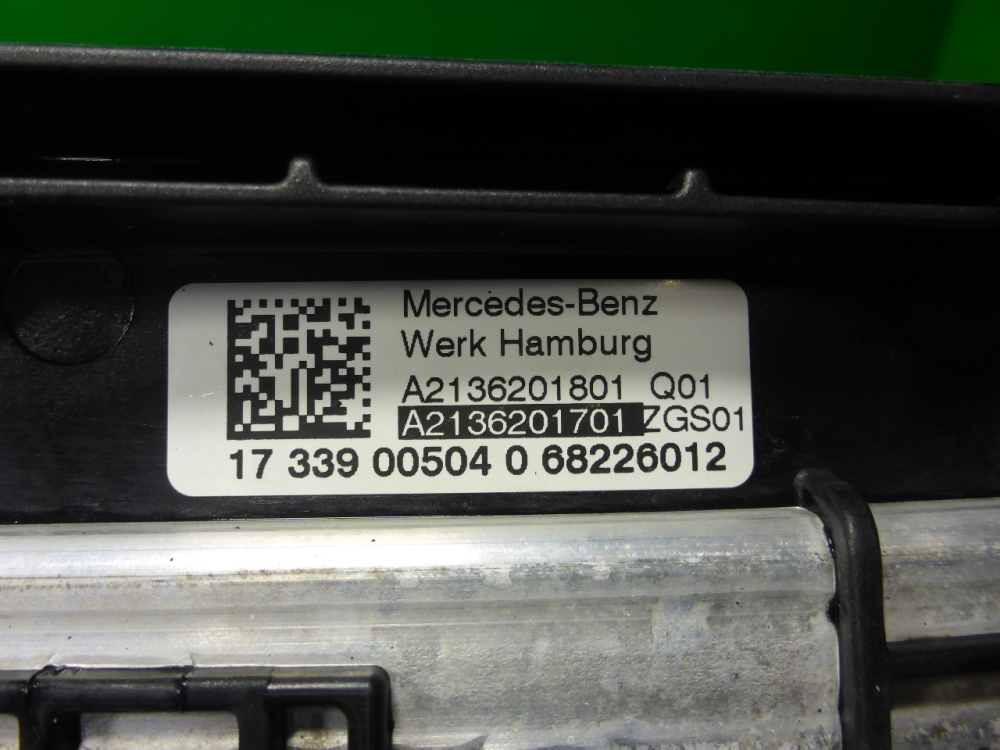 Mercedes-Benz
Werk Hamburg
A2136201801 Q01
A2136201701 ZGS01
17 339 00504 0 68226012